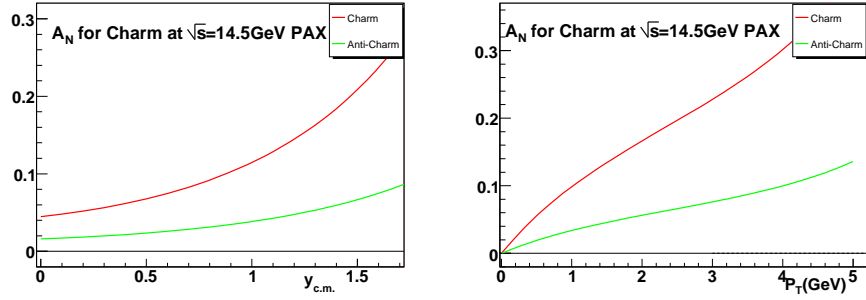 A_N for Charm at √s=14.5GeV PAX
Charm
Anti-Charm
0.3
0.2
0.1
0
0
0.5
1
1.5
y_c.m.
A_N for Charm at √s=14.5GeV PAX
Charm
Anti-Charm
0.3
0.2
0.1
0
0
1
2
3
4
5
P_T(GeV)